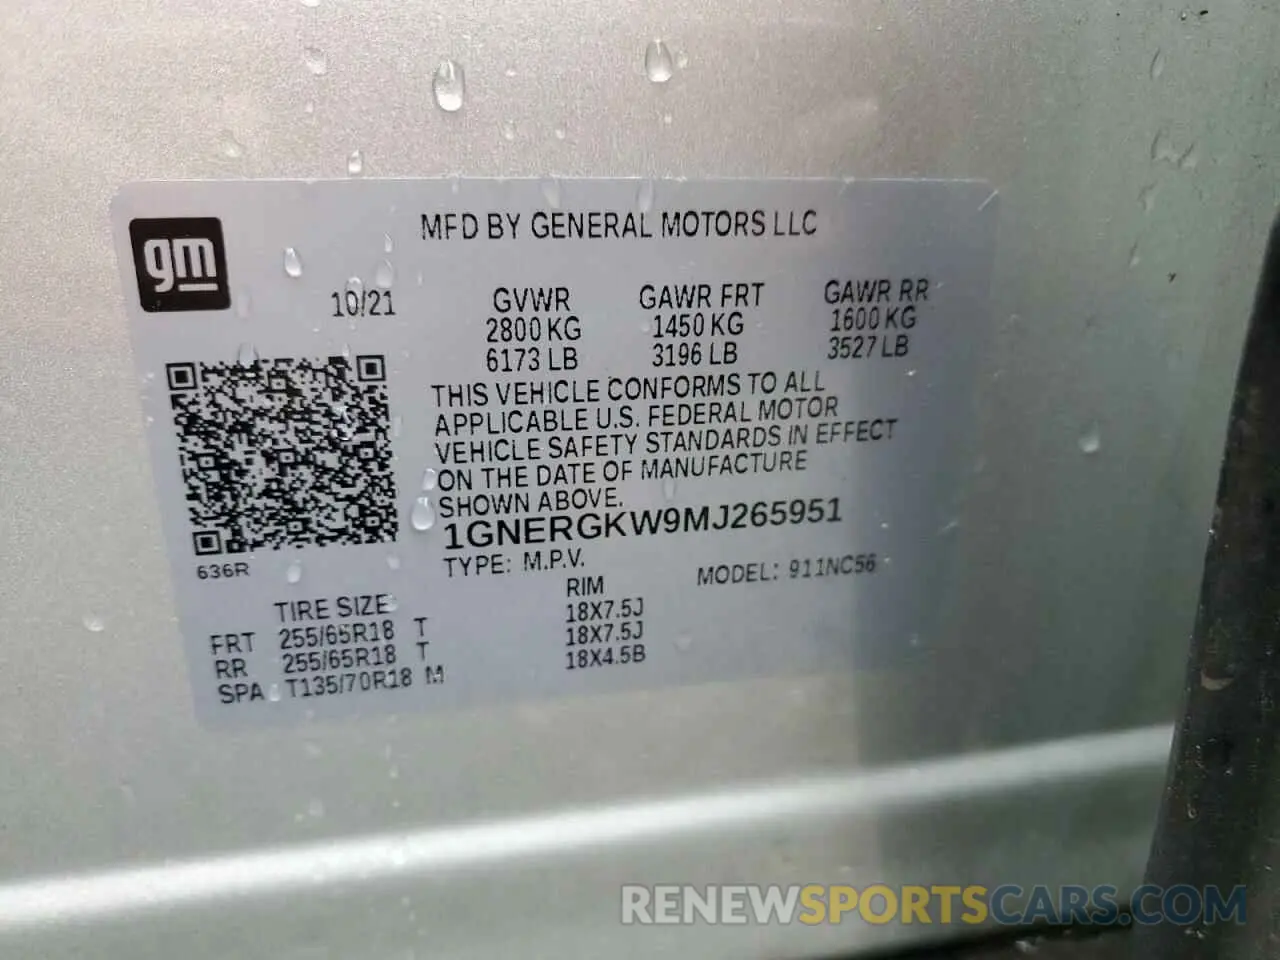 gm
MFD BY GENERAL MOTORS LLC
10/21
GVWR GAWR FRT GAWR RR
2800 KG 1450 KG 1600 KG
6173 LB 3196 LB 3527 LB
THIS VEHICLE CONFORMS TO ALL
APPLICABLE U.S. FEDERAL MOTOR
VEHICLE SAFETY STANDARDS IN EFFECT
ON THE DATE OF MANUFACTURE
SHOWN ABOVE.
1GNERGKW9MJ265951
636R
TYPE: M.P.V. MODEL: 911NC56
TIRE SIZE RIM
FRT 255/65R18 T 18X7.5J
RR 255/65R18 T 18X7.5J
SPA T135/70R18 M 18X4.5B
RENEWSPORTSCARS.COM